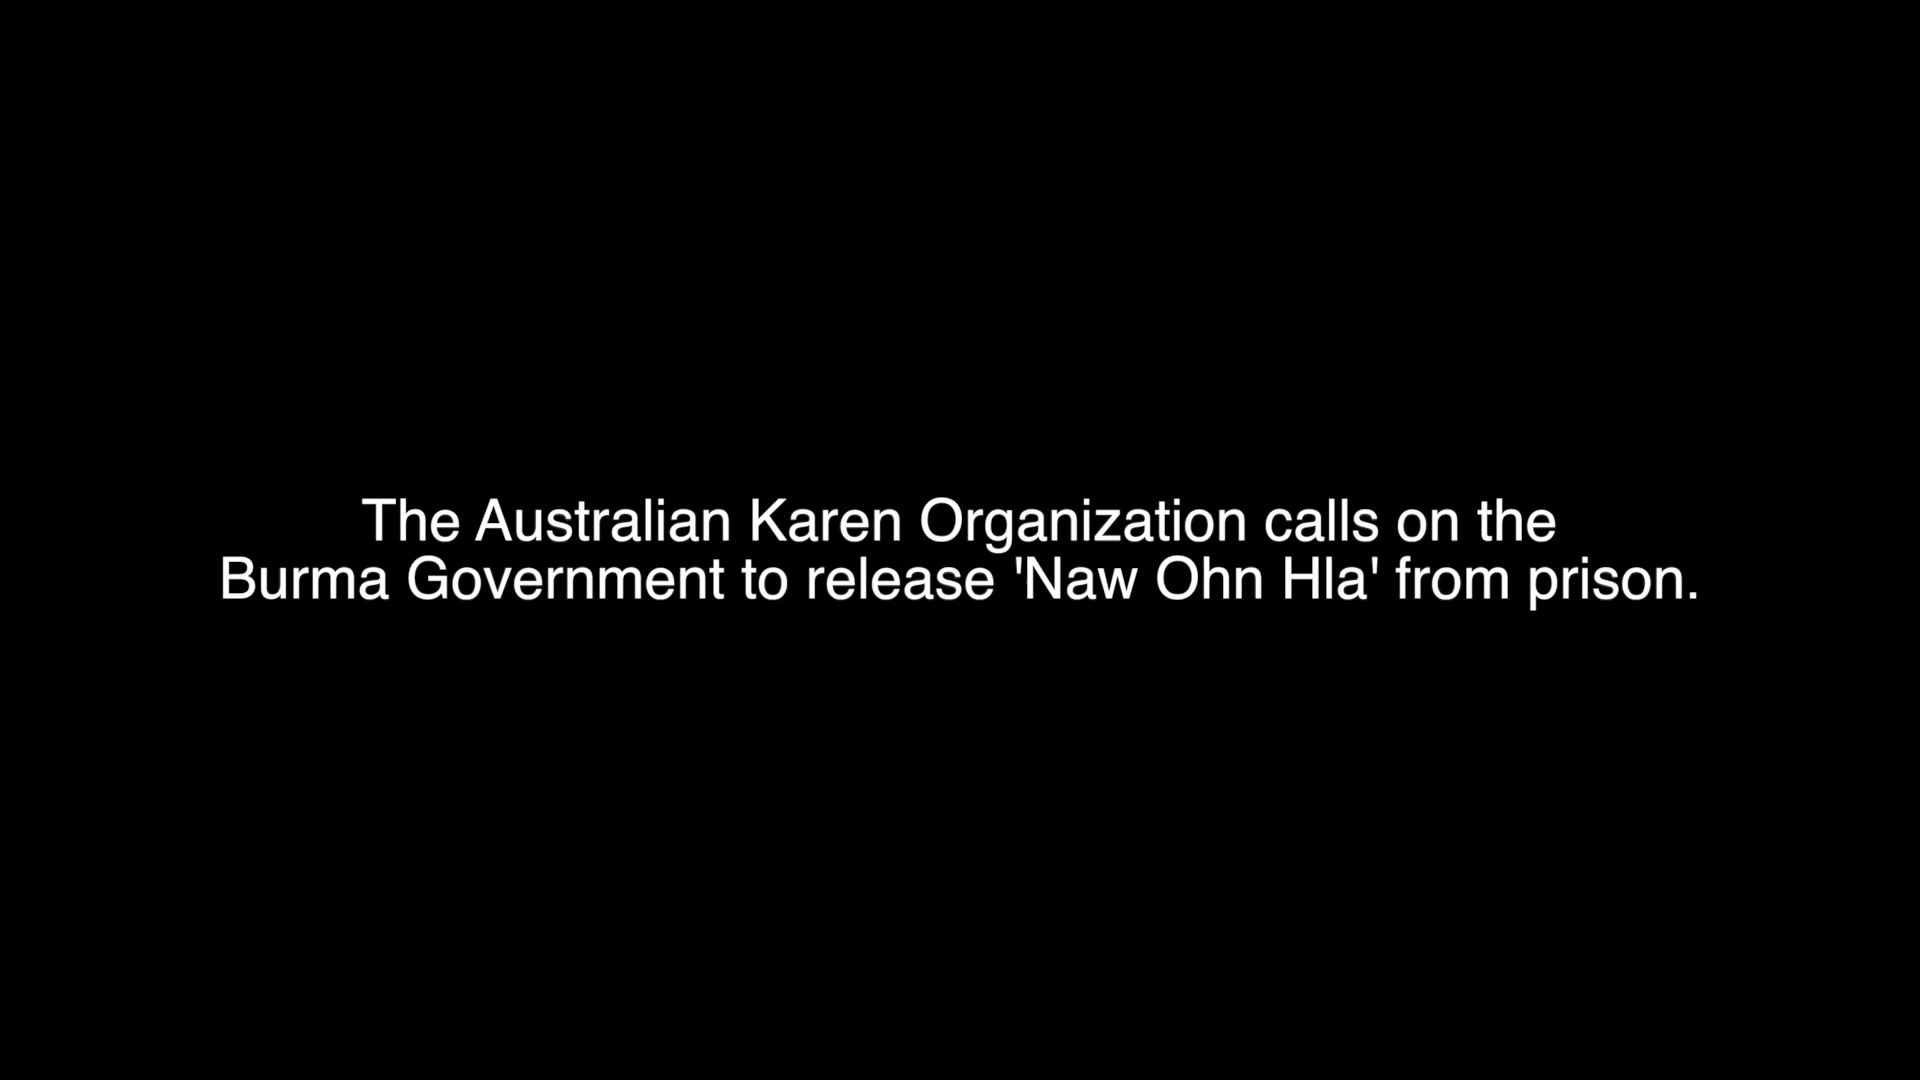 The Australian Karen Organization calls on the
Burma Government to release 'Naw Ohn Hla' from prison.